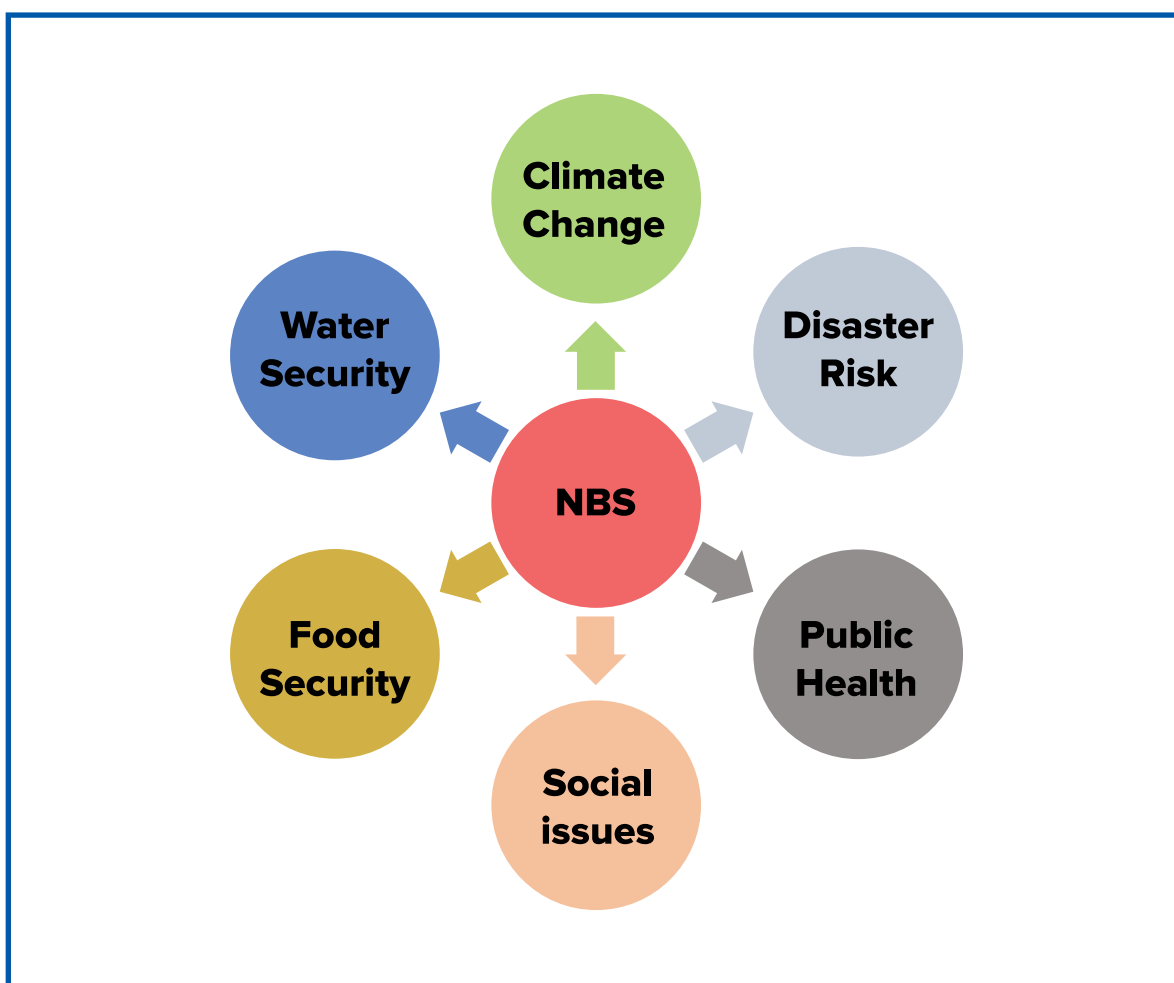 Climate
Change
Water
Security
Disaster
Risk
NBS
Food
Security
Public
Health
Social
issues